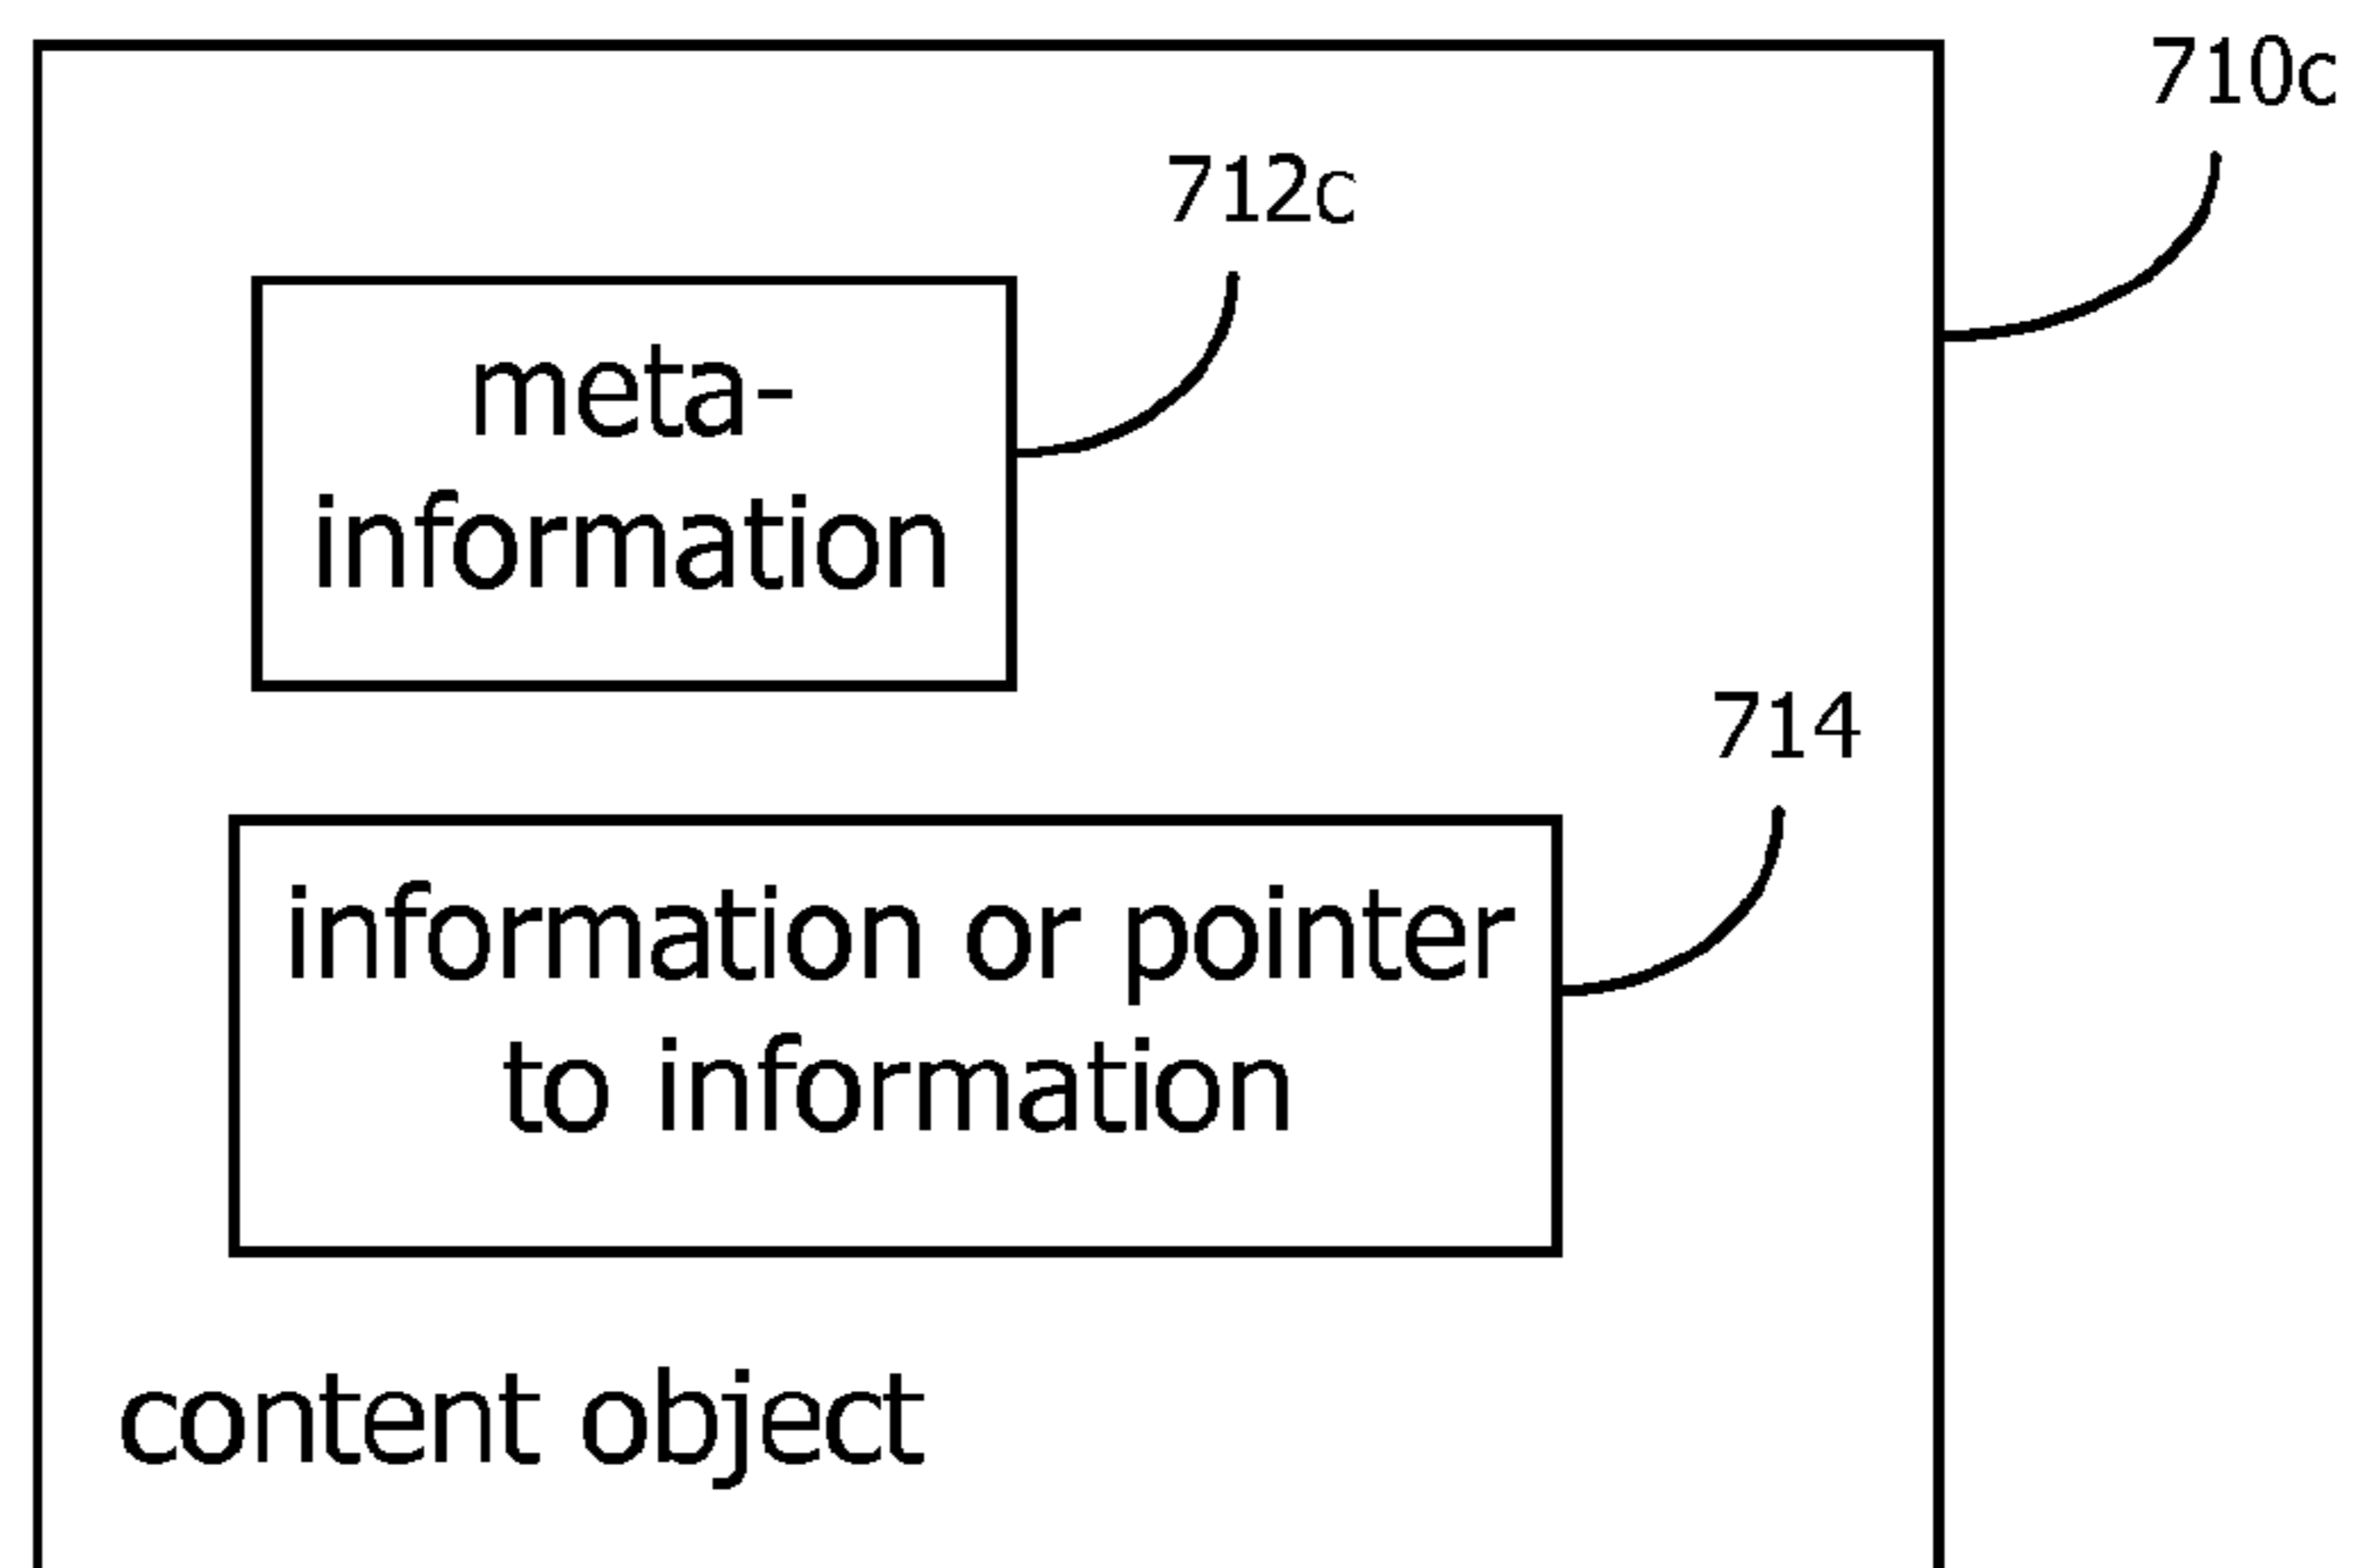 710c
712c
meta-
information
714
information or pointer
to information
content object